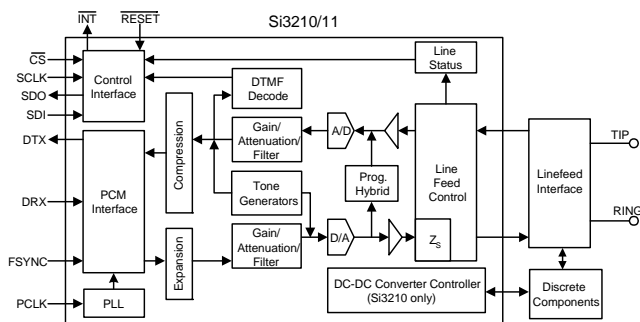 INT
RESET
Si3210/11
CS
SCLK
SDO
SDI
DTX
DRX
FSYNC
PCLK
Control
Interface
PCM
Interface
PLL
Compression
Expansion
DTMF
Decode
Gain/
Attenuation/
Filter
Tone
Generators
Gain/
Attenuation/
Filter
A/D
D/A
Prog.
Hybrid
Line
Status
Line
Feed
Control
ZS
DC-DC Converter Controller
(Si3210 only)
Linefeed
Interface
Discrete
Components
TIP
RING